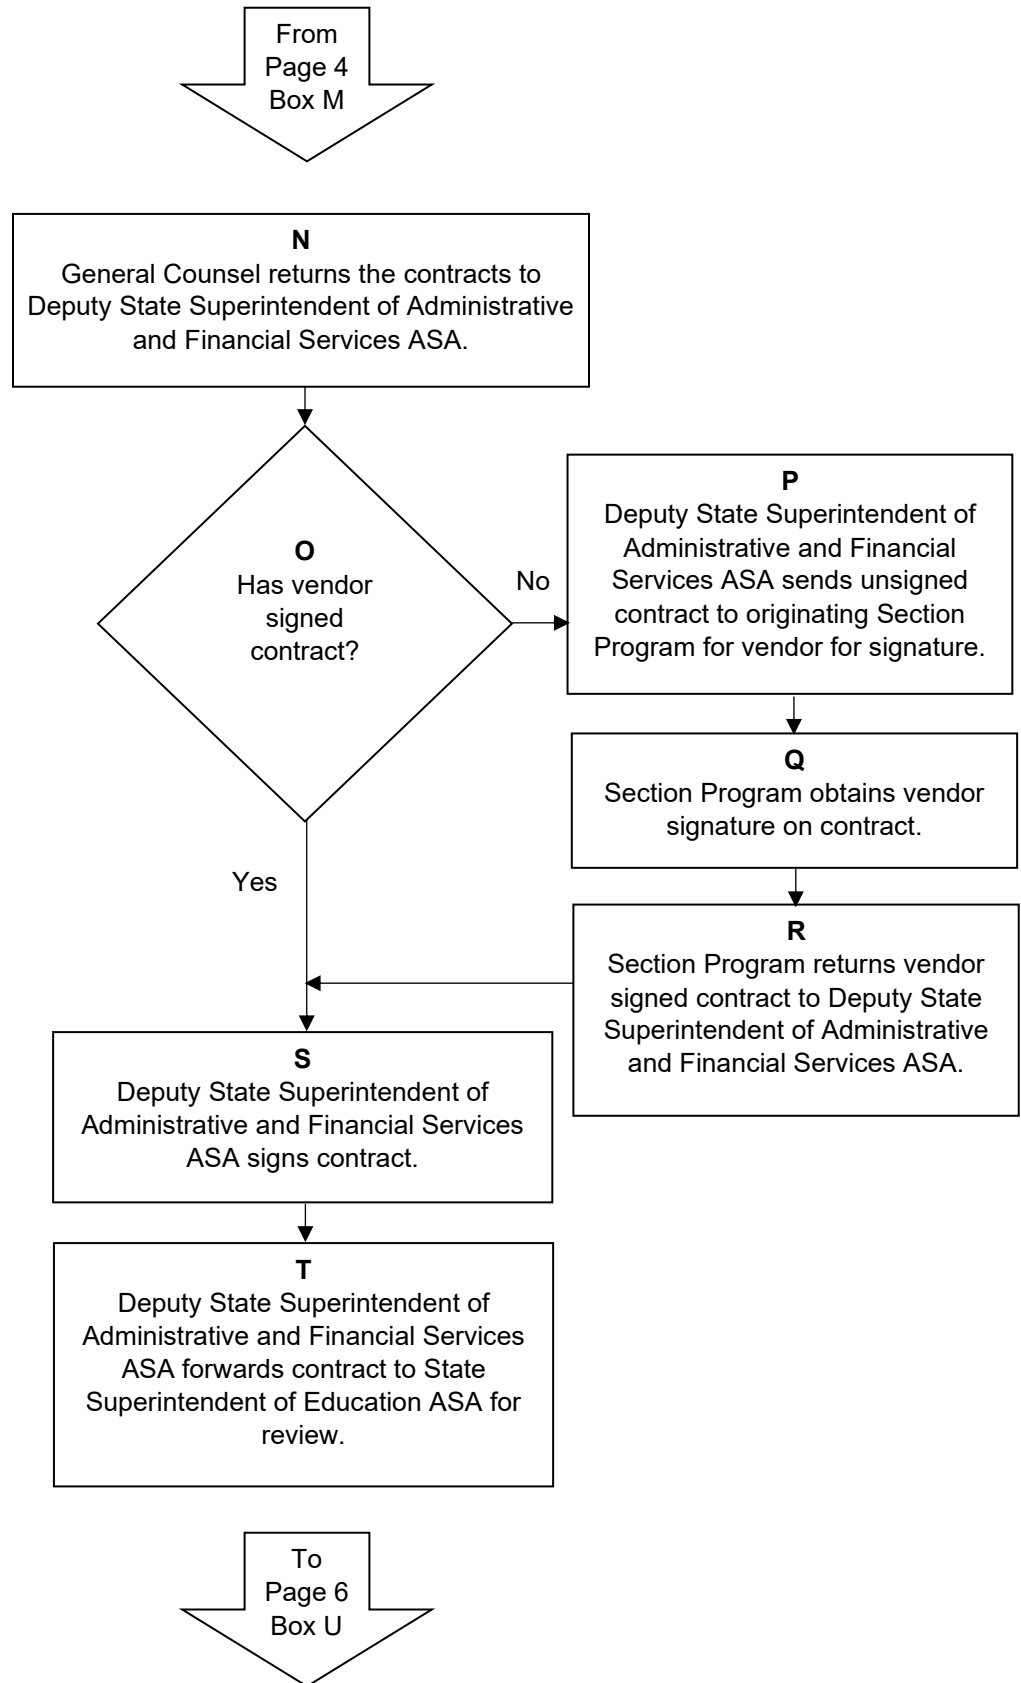 From
Page 4
Box M
N
General Counsel returns the contracts to
Deputy State Superintendent of Administrative
and Financial Services ASA.
O
Has vendor
signed
contract?
No
P
Deputy State Superintendent of
Administrative and Financial
Services ASA sends unsigned
contract to originating Section
Program for vendor for signature.
Q
Section Program obtains vendor
signature on contract.
R
Section Program returns vendor
signed contract to Deputy State
Superintendent of Administrative
and Financial Services ASA.
Yes
S
Deputy State Superintendent of
Administrative and Financial Services
ASA signs contract.
T
Deputy State Superintendent of
Administrative and Financial Services
ASA forwards contract to State
Superintendent of Education ASA for
review.
To
Page 6
Box U